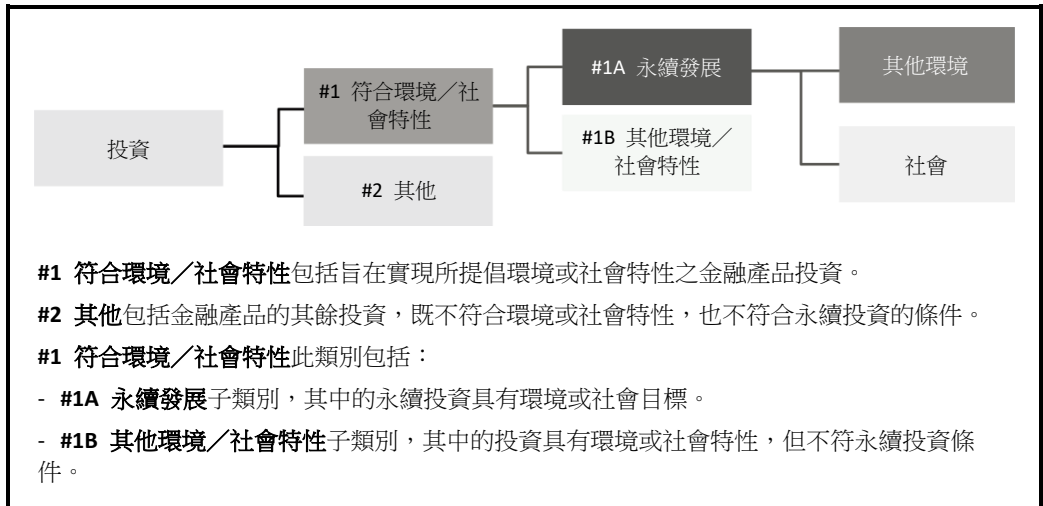 投資
#1 符合環境／社
會特性
#2 其他
#1A 永續發展
#1B 其他環境／
社會特性
其他環境
社會
#1 符合環境／社會特性包括旨在實現所提倡環境或社會特性之金融產品投資。
#2 其他包括金融產品的其餘投資，既不符合環境或社會特性，也不符合永續投資的條件。
#1 符合環境／社會特性此類別包括：
- #1A 永續發展子類別，其中的永續投資具有環境或社會目標。
- #1B 其他環境／社會特性子類別，其中的投資具有環境或社會特性，但不符永續投資條
件。